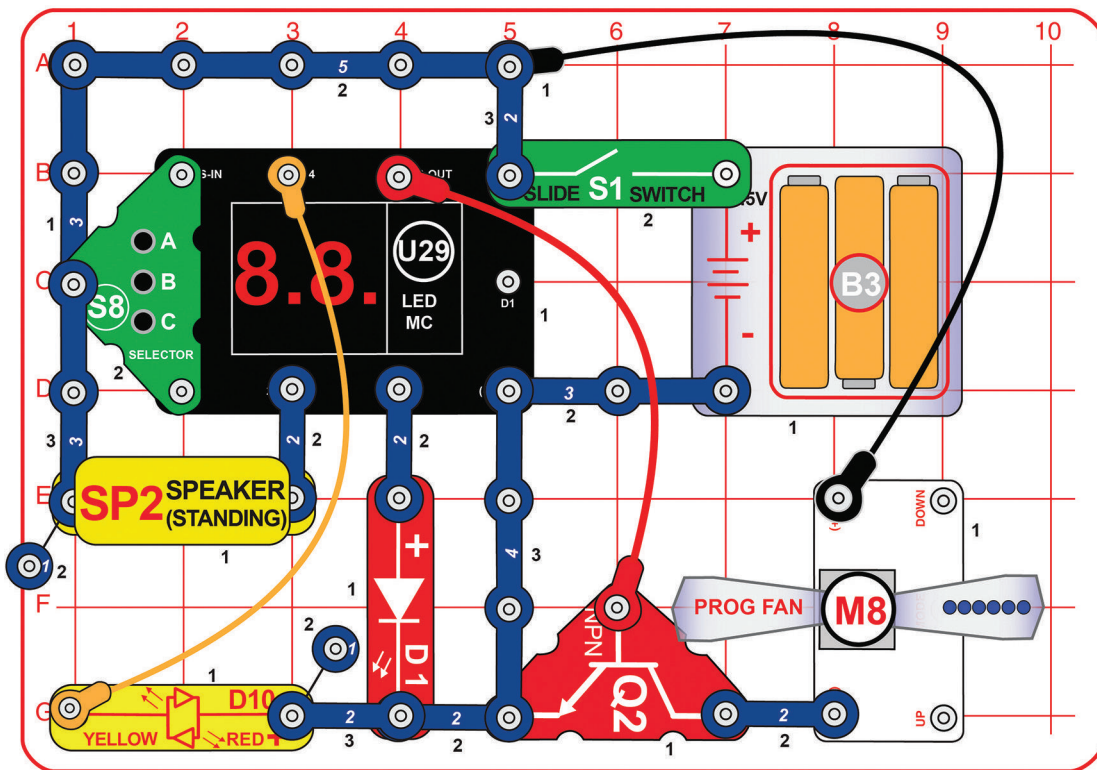 1 2 3 4 5 6 7 8 9 10
A
5
2
3
2
1
B
S-IN
4
OUT
SLIDE S1 SWITCH
2
1
3
A
B
C
S8
SELECTOR
2
8.8.
U29
LED
MC
D1
1
C
+
-
B3
1
D
3
2
3
3
2
2
2
2
E
SP2 SPEAKER
(STANDING)
1
1
2
+
D1
1
4
3
(+)
DOWN
1
F
PROG FAN
M8
NPN
Q2
1
2
1
G
1
D10
YELLOW
RED +
2
3
2
2
2
2
UP